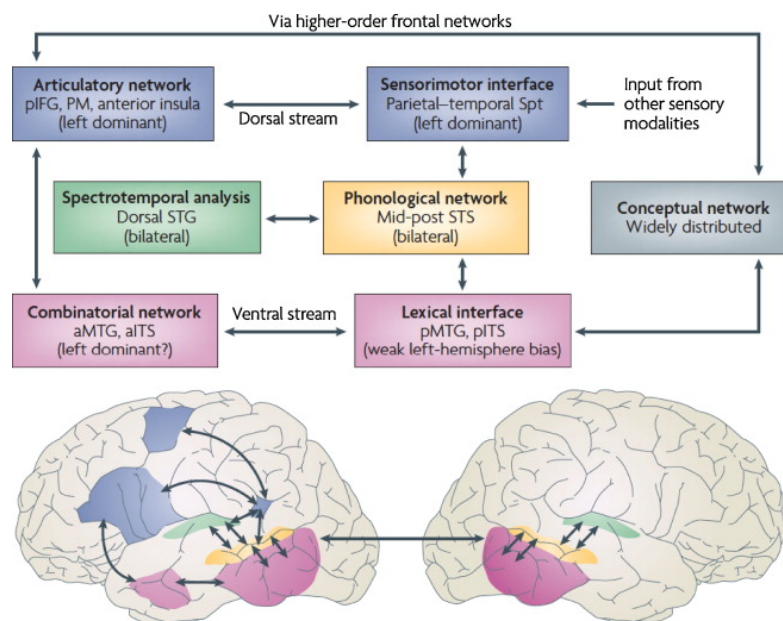 Via higher-order frontal networks
Articulatory network
pIFG, PM, anterior insula
(left dominant)
Dorsal stream
Sensorimotor interface
Parietal–temporal Spt
(left dominant)
Input from
other sensory
modalities
Spectrotemporal analysis
Dorsal STG
(bilateral)
Phonological network
Mid-post STS
(bilateral)
Conceptual network
Widely distributed
Combinatorial network
aMTG, aITS
(left dominant?)
Ventral stream
Lexical interface
pMTG, pITS
(weak left-hemisphere bias)